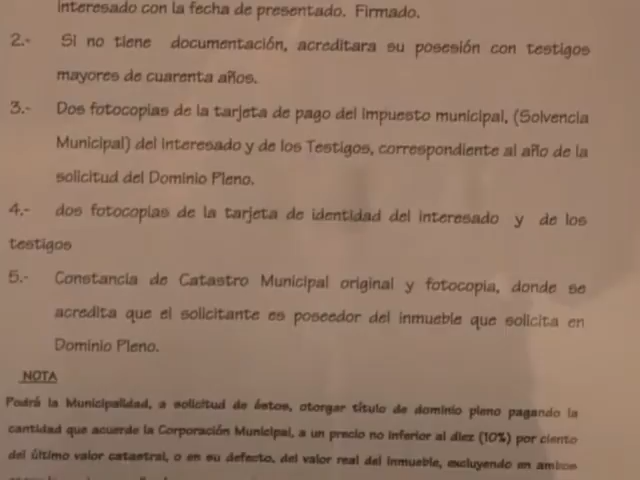 interesado con la fecha de presentado. Firmado.
2.- Si no tiene documentación, acreditara su posesión con testigos
mayores de cuarenta años.
3.- Dos fotocopias de la tarjeta de pago del impuesto municipal, (Solvencia
Municipal) del interesado y de los Testigos, correspondiente al año de la
solicitud del Dominio Pleno.
4.- dos fotocopias de la tarjeta de identidad del interesado y de los
testigos
5.- Constancia de Catastro Municipal original y fotocopia, donde se
acredita que el solicitante es poseedor del inmueble que solicita en
Dominio Pleno.
NOTA
Podrá la Municipalidad, a solicitud de éstos, otorgar título de dominio pleno pagando la
cantidad que acuerde la Corporación Municipal, a un precio no inferior al diez (10%) por ciento
del último valor catastral, o en su defecto, del valor real del inmueble, excluyendo en ambos